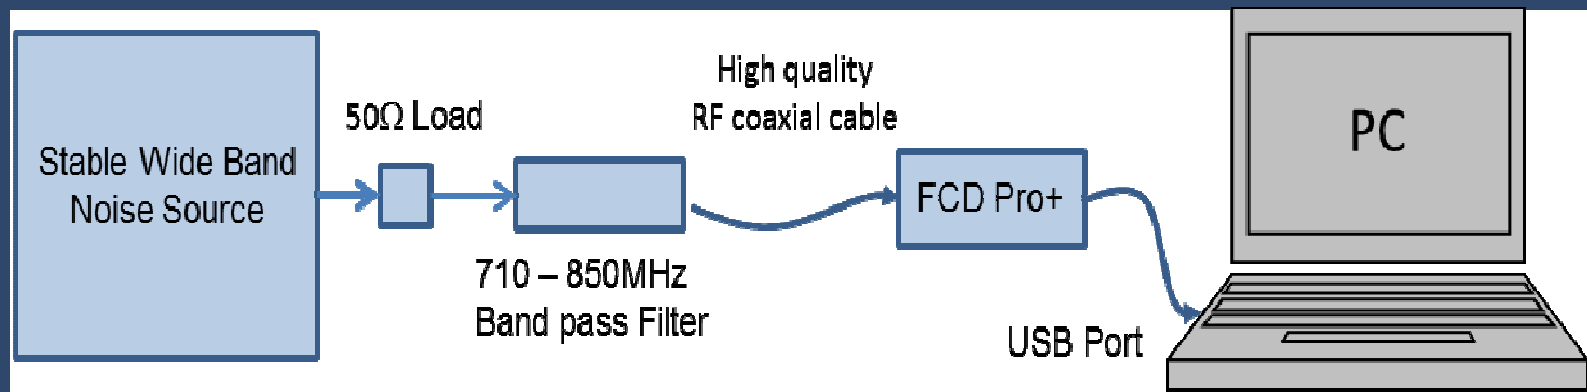 Stable Wide Band
Noise Source
50Ω Load
710 – 850MHz
Band pass Filter
High quality
RF coaxial cable
FCD Pro+
USB Port
PC